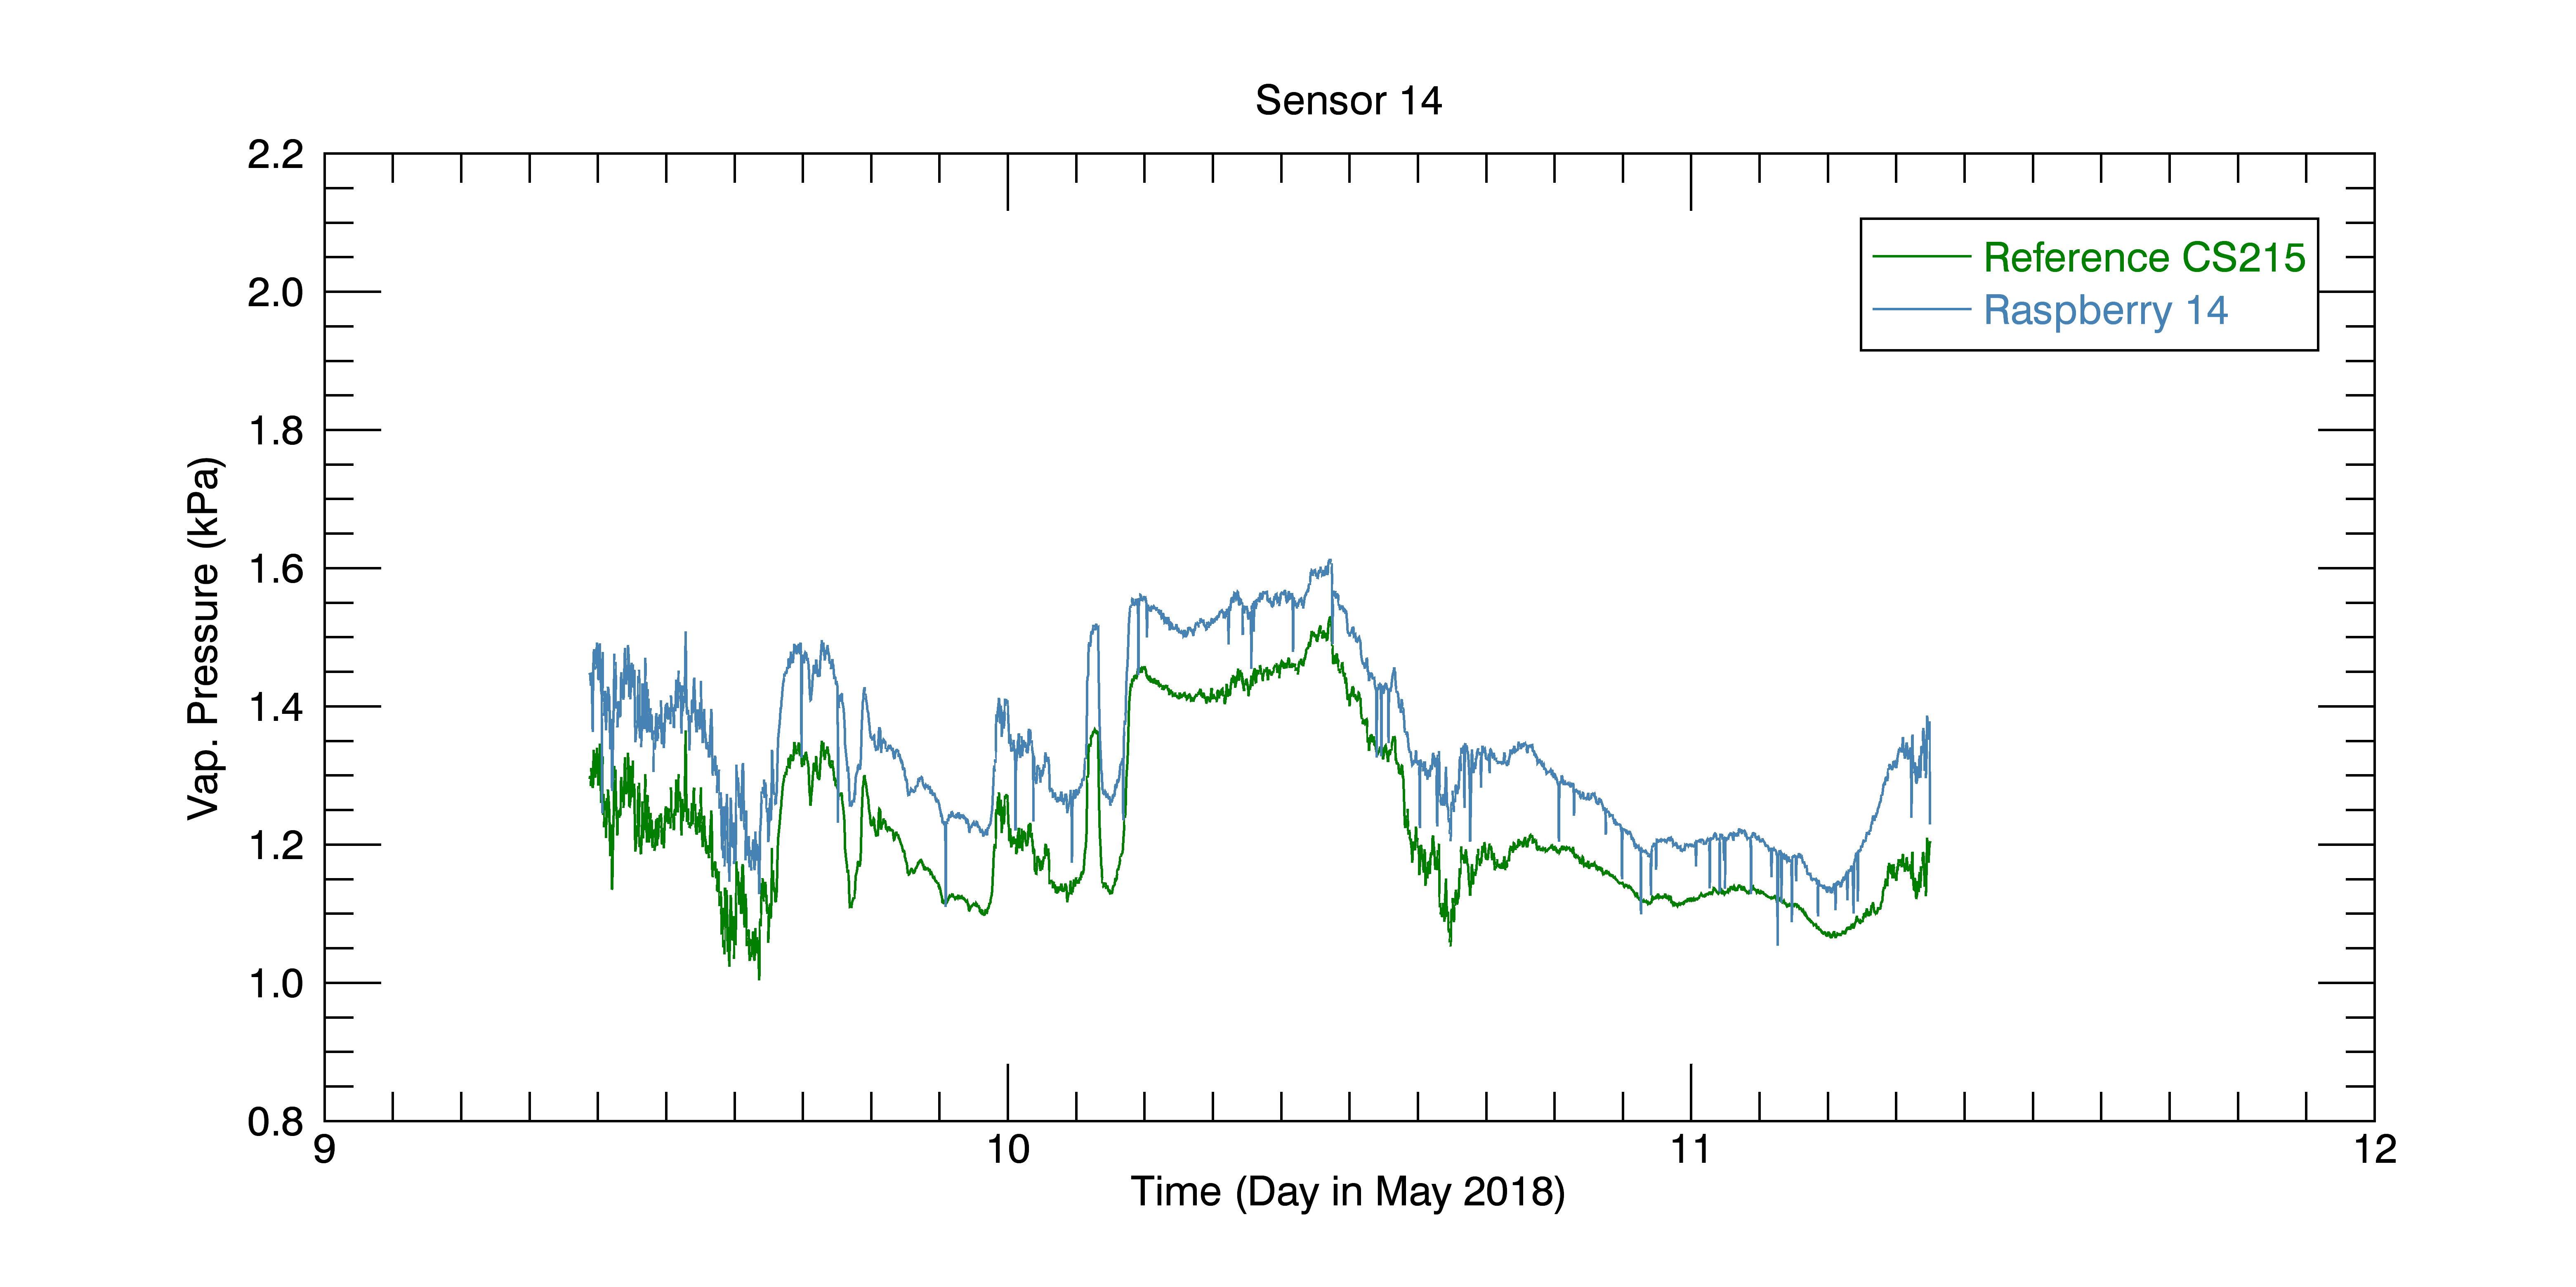 Sensor 14
2.2
2.0
1.8
1.6
1.4
1.2
1.0
0.8
Vap. Pressure (kPa)
Reference CS215
Raspberry 14
9
10
11
12
Time (Day in May 2018)